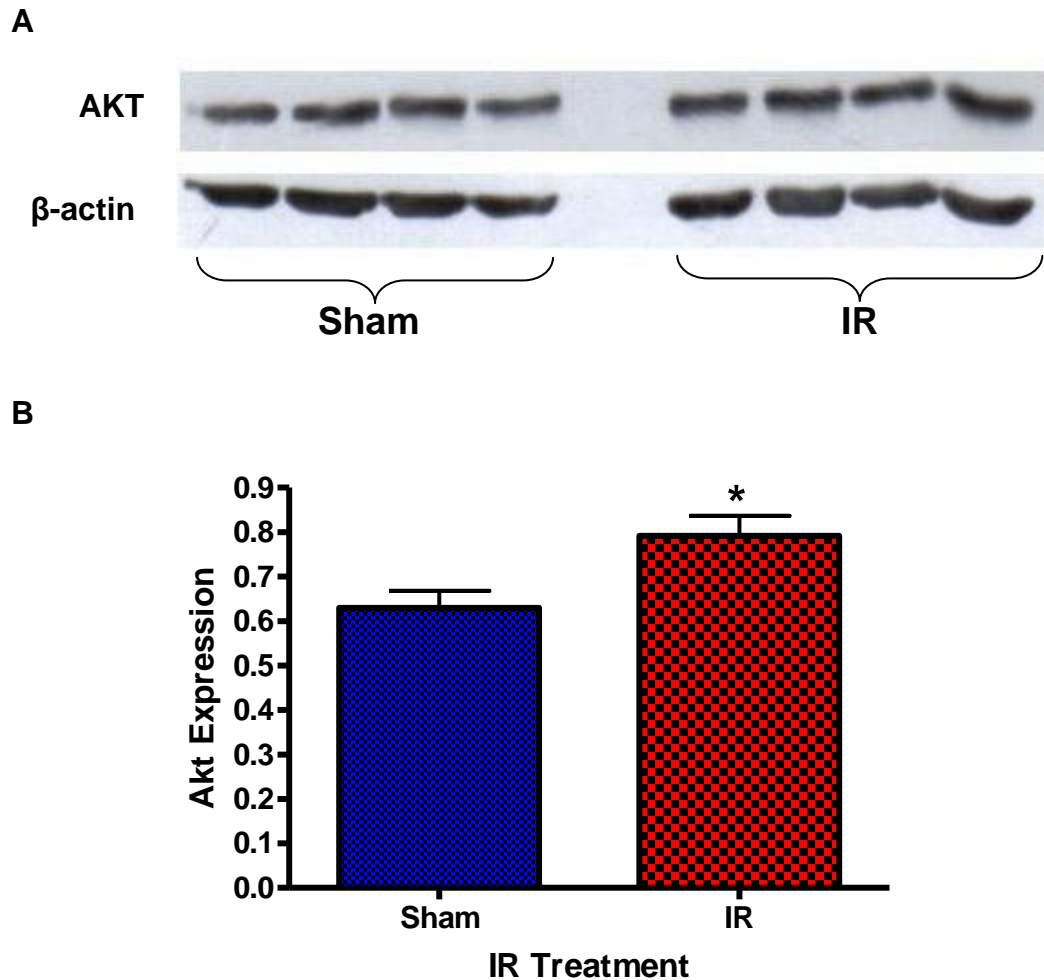 A
AKT
β-actin
Sham IR
B
*
0.9
0.8
0.7
0.6
0.5
0.4
0.3
0.2
0.1
0.0
Akt Expression
Sham IR
IR Treatment